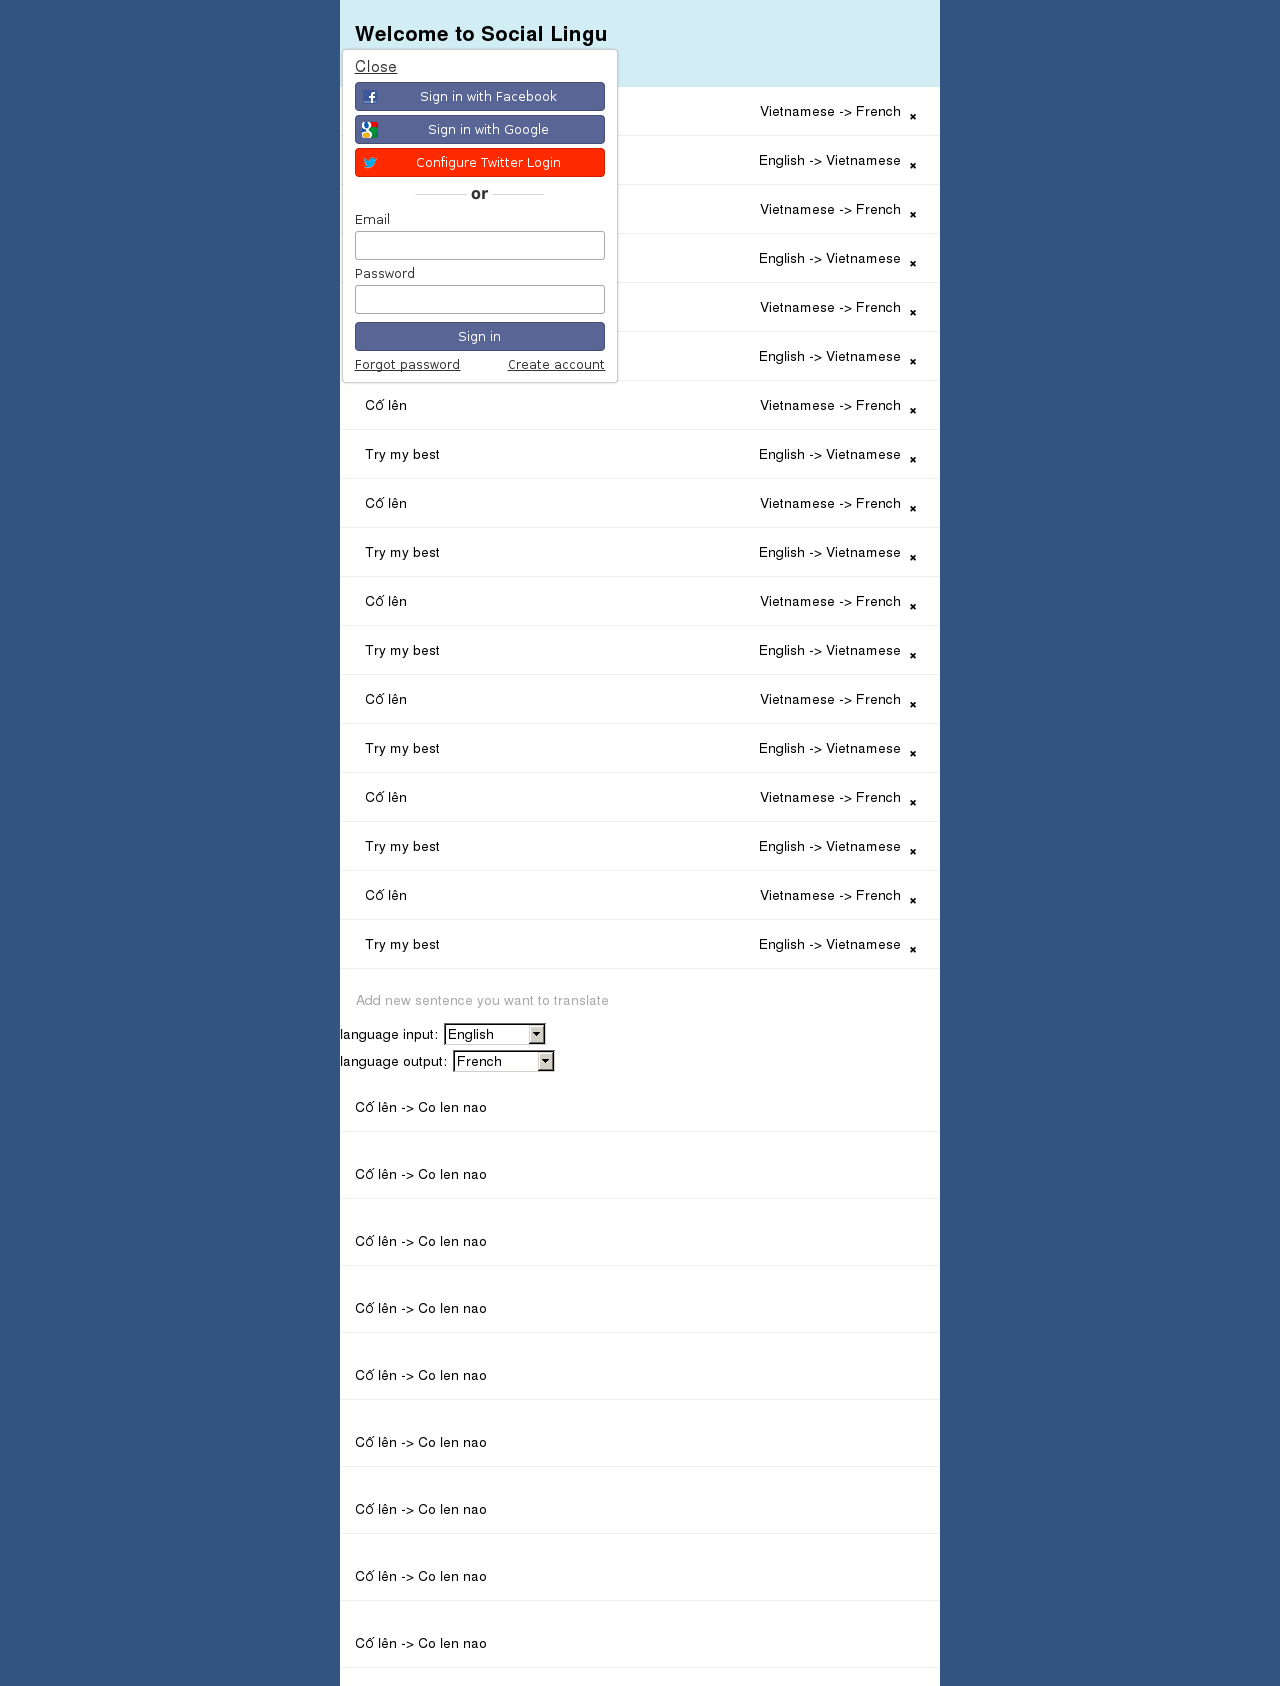 Welcome to Social Lingu
Close
Sign in with Facebook
Sign in with Google
Configure Twitter Login
or
Email
Password
Sign in
Forgot password Create account
Vietnamese -> French ×
English -> Vietnamese ×
Vietnamese -> French ×
English -> Vietnamese ×
Vietnamese -> French ×
English -> Vietnamese ×
Cố lên Vietnamese -> French ×
Try my best English -> Vietnamese ×
Cố lên Vietnamese -> French ×
Try my best English -> Vietnamese ×
Cố lên Vietnamese -> French ×
Try my best English -> Vietnamese ×
Cố lên Vietnamese -> French ×
Try my best English -> Vietnamese ×
Cố lên Vietnamese -> French ×
Try my best English -> Vietnamese ×
Cố lên Vietnamese -> French ×
Try my best English -> Vietnamese ×
Add new sentence you want to translate
language input: English
language output: French
Cố lên -> Co len nao
Cố lên -> Co len nao
Cố lên -> Co len nao
Cố lên -> Co len nao
Cố lên -> Co len nao
Cố lên -> Co len nao
Cố lên -> Co len nao
Cố lên -> Co len nao
Cố lên -> Co len nao